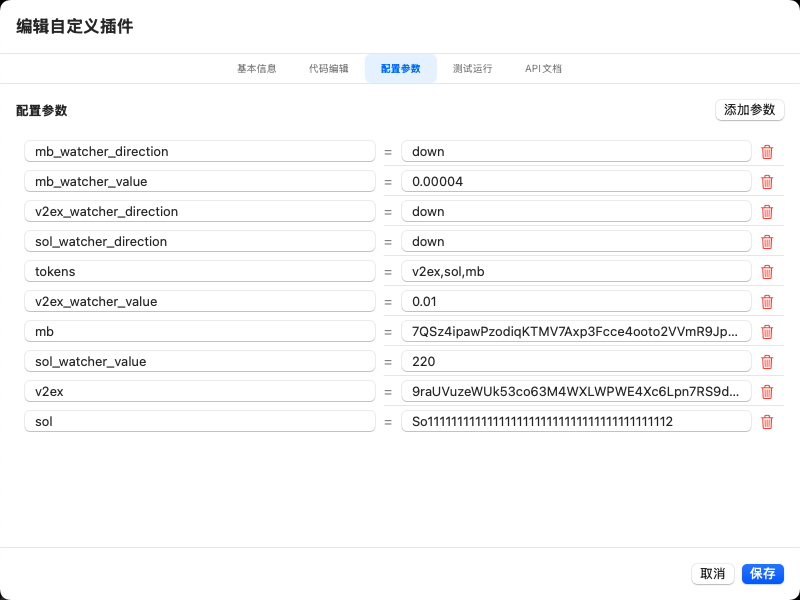 编辑自定义插件
基本信息 代码编辑 配置参数 测试运行 API 文档
配置参数 添加参数
mb_watcher_direction = down
mb_watcher_value = 0.00004
v2ex_watcher_direction = down
sol_watcher_direction = down
tokens = v2ex,sol,mb
v2ex_watcher_value = 0.01
mb = 7QSz4ipawPzodiqKTMV7Axp3Fcce4ooto2VVmR9Jp...
sol_watcher_value = 220
v2ex = 9raUVuzeWUk53co63M4WXLWPWE4Xc6Lpn7RS9d...
sol = So11111111111111111111111111111111111111112
取消 保存